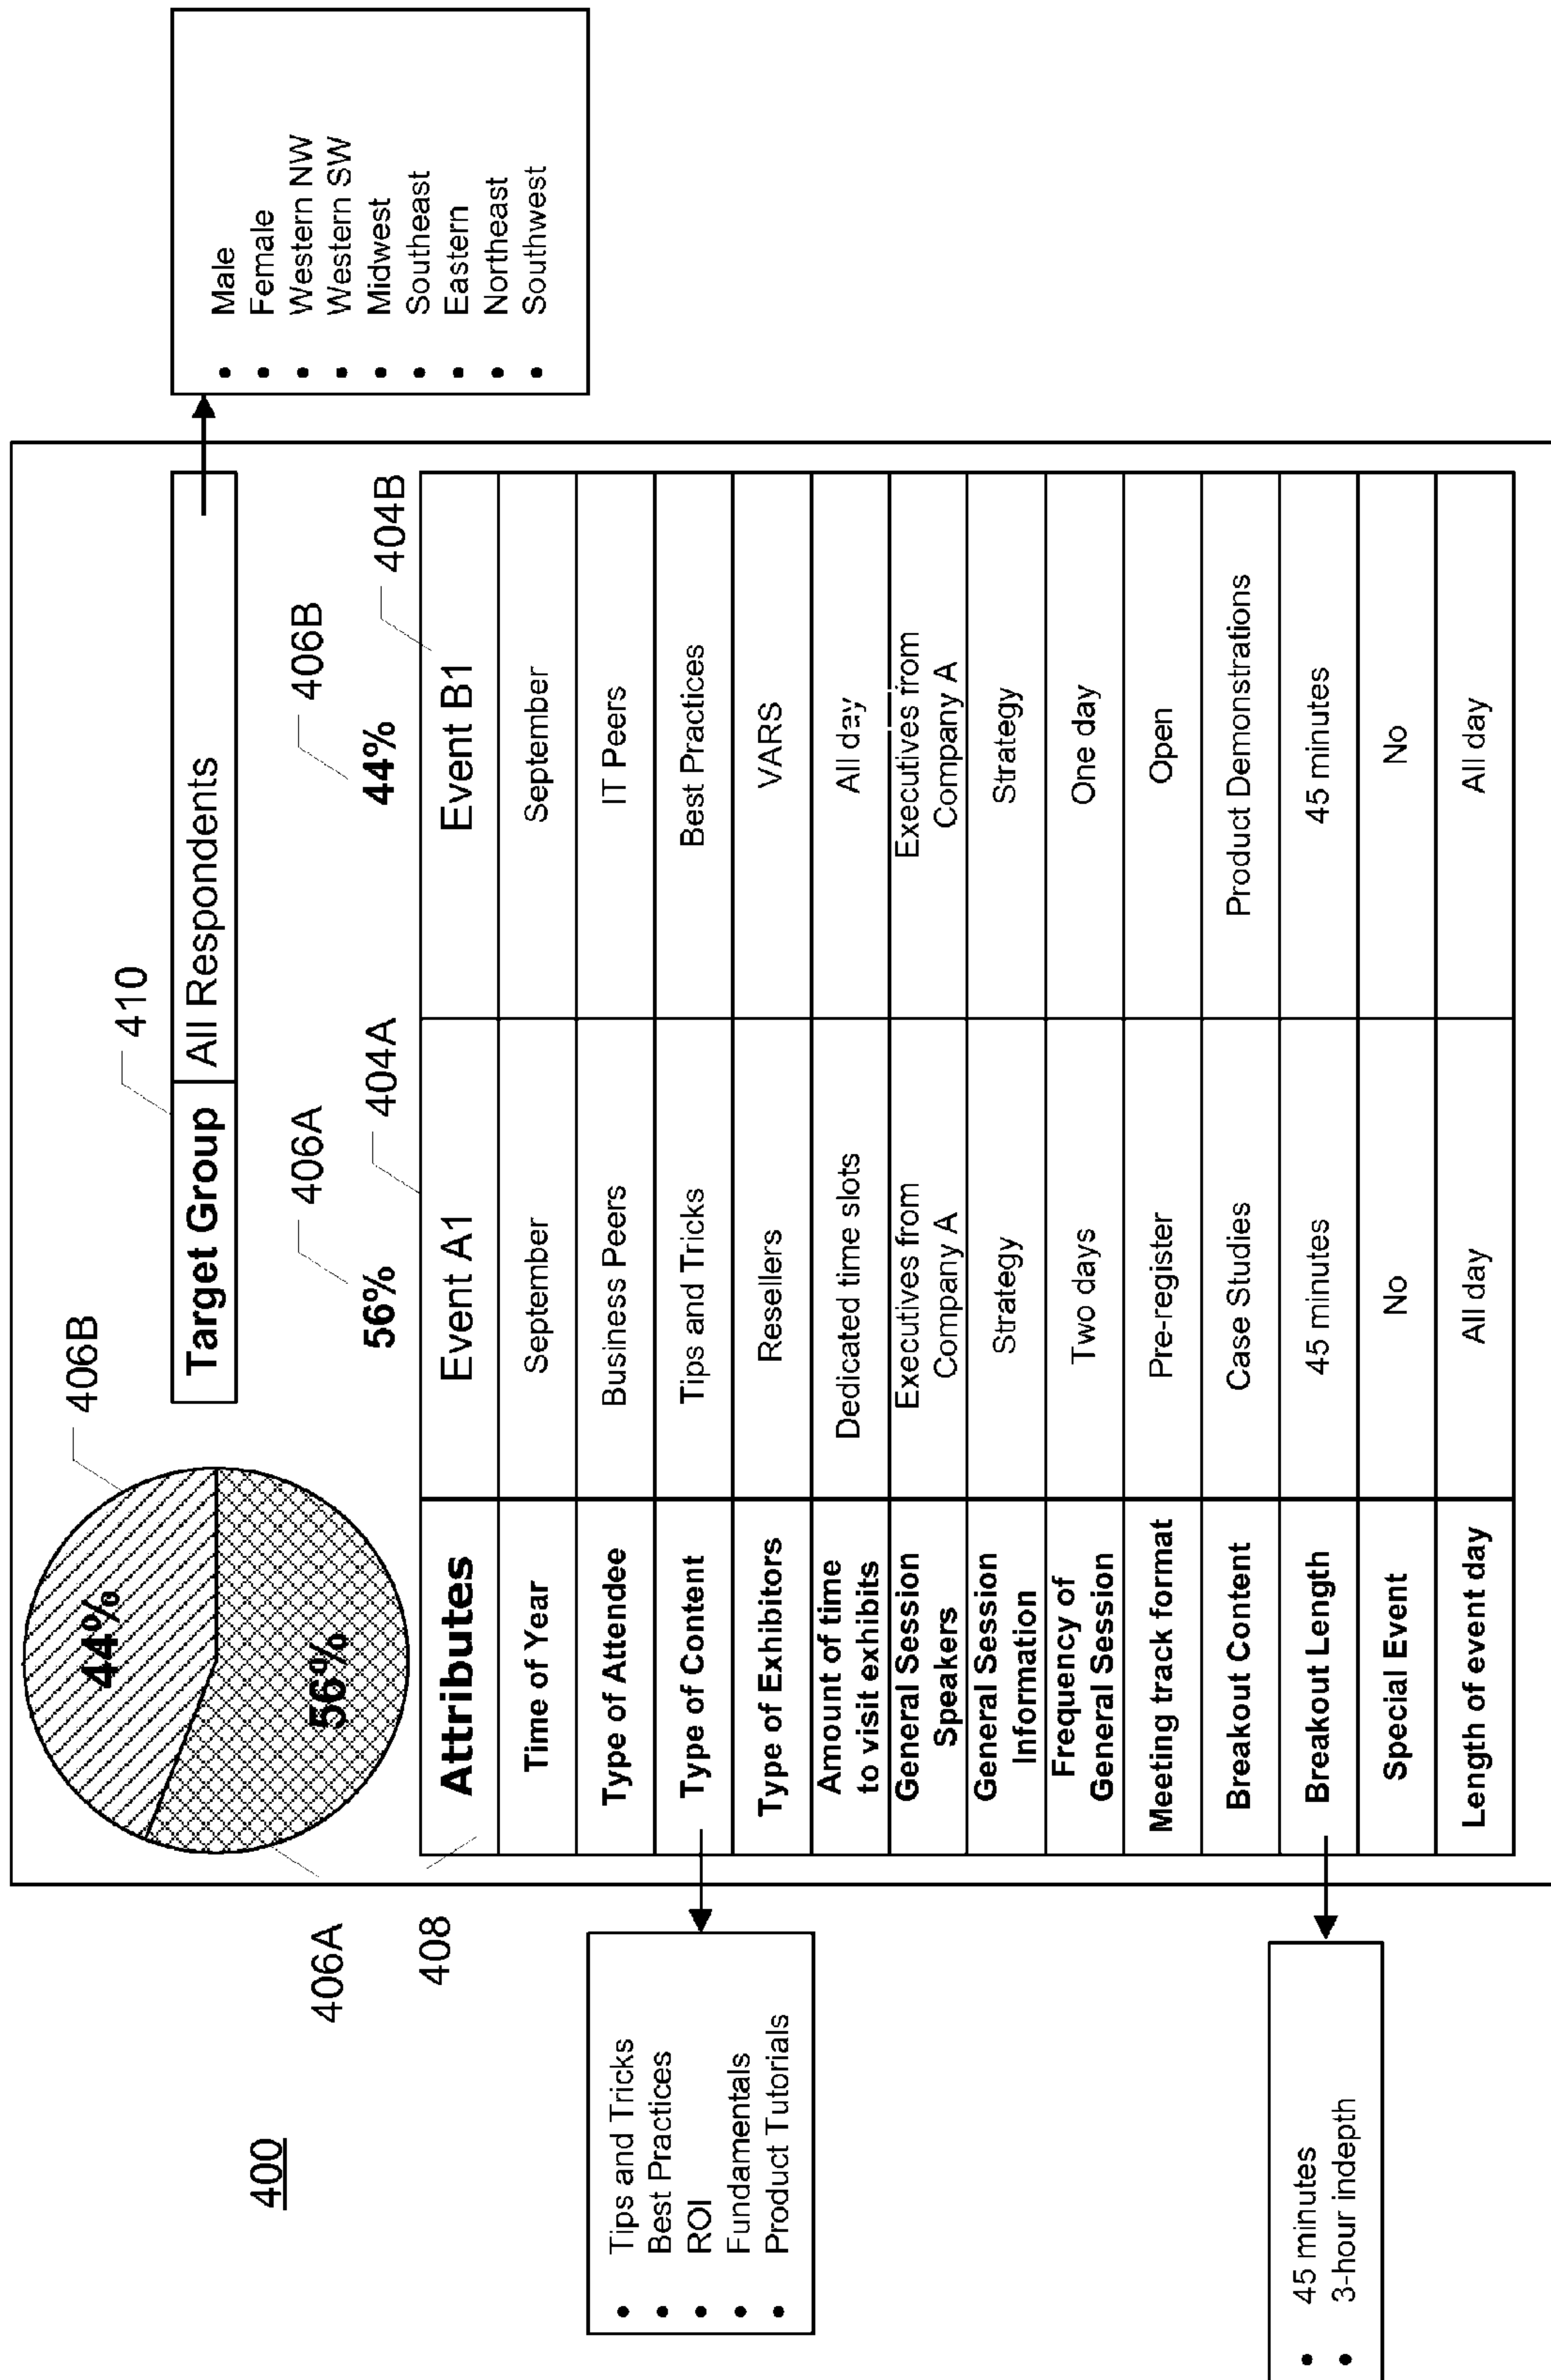 400
406A
408
406B
44%
56%
410
Target Group All Respondents
Male
Female
Western NW
Western SW
Midwest
Southeast
Eastern
Northeast
Southwest
406A
406B
56%
404A
44%
404B
Attributes Event A1 Event B1
Time of Year September September
Type of Attendee Business Peers IT Peers
Type of Content Tips and Tricks Best Practices
Type of Exhibitors Resellers VARS
Amount of time
to visit exhibits
Dedicated time slots All day
General Session
Speakers
Executives from
Company A
Executives from
Company A
General Session
Information
Strategy Strategy
Frequency of
General Session
Two days One day
Meeting track format Pre-register Open
Breakout Content Case Studies Product Demonstrations
Breakout Length 45 minutes 45 minutes
Special Event No No
Length of event day All day All day
Tips and Tricks
Best Practices
ROI
Fundamentals
Product Tutorials
45 minutes
3-hour indepth